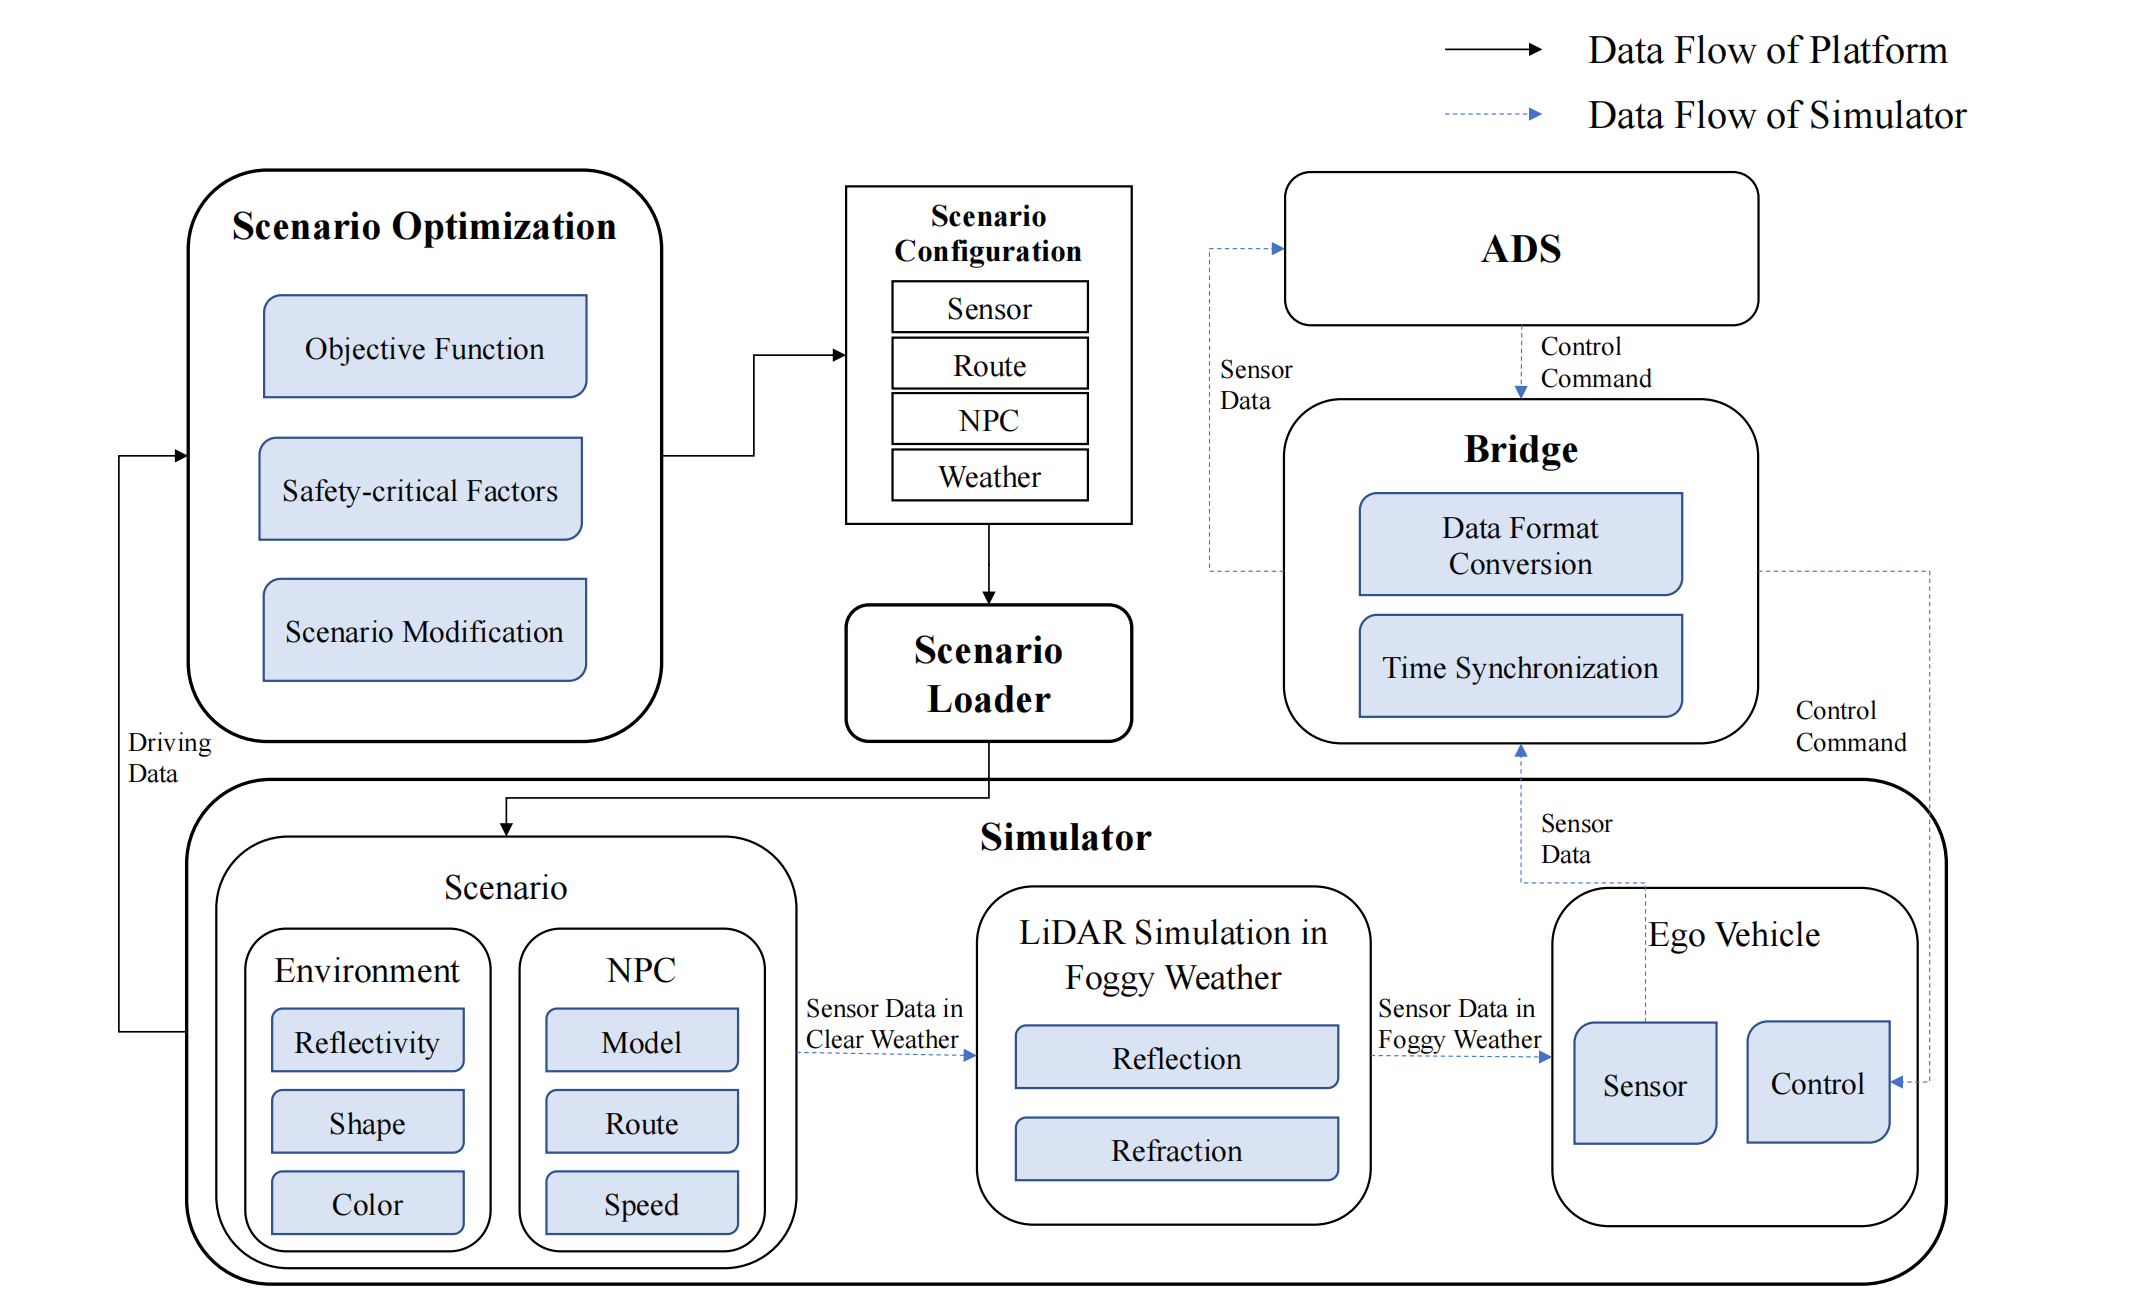 Data Flow of Platform
Data Flow of Simulator
Scenario Optimization
Objective Function
Safety-critical Factors
Scenario Modification
Scenario
Configuration
Sensor
Route
NPC
Weather
Scenario
Loader
ADS
Control
Command
Sensor
Data
Bridge
Data Format
Conversion
Time Synchronization
Control
Command
Driving
Data
Sensor
Data
Simulator
Scenario
Environment
Reflectivity
Shape
Color
NPC
Model
Route
Speed
Sensor Data in
Clear Weather
LiDAR Simulation in
Foggy Weather
Reflection
Refraction
Sensor Data in
Foggy Weather
Ego Vehicle
Sensor
Control